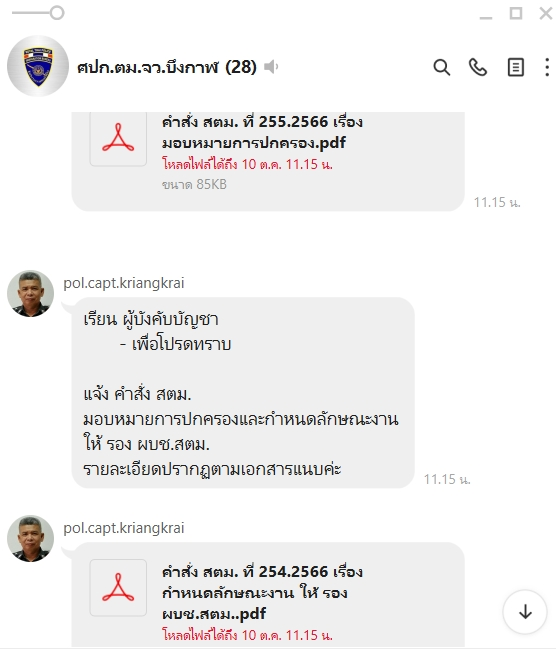 ศปก.ตม.จว.บึงกาฬ (28)
คำสั่ง สตม. ที่ 255.2566 เรื่อง
มอบหมายการปกครอง.pdf
โหลดไฟล์ได้ถึง 10 ต.ค. 11.15 น.
ขนาด 85KB
11.15 น.
pol.capt.kriangkrai
เรียน ผู้บังคับบัญชา
- เพื่อโปรดทราบ
แจ้ง คำสั่ง สตม.
มอบหมายการปกครองและกำหนดลักษณะงาน
ให้ รอง ผบช.สตม.
รายละเอียดปรากฏตามเอกสารแนบค่ะ
11.15 น.
pol.capt.kriangkrai
คำสั่ง สตม. ที่ 254.2566 เรื่อง
กำหนดลักษณะงาน ให้ รอง
ผบช.สตม..pdf
โหลดไฟล์ได้ถึง 10 ต.ค. 11.15 น.